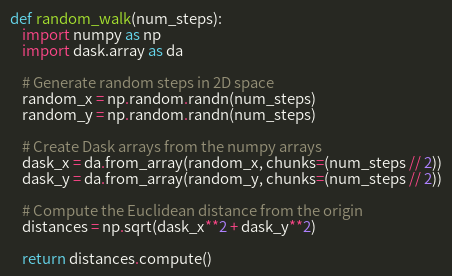 def random_walk(num_steps):
    import numpy as np
    import dask.array as da

    # Generate random steps in 2D space
    random_x = np.random.randn(num_steps)
    random_y = np.random.randn(num_steps)

    # Create Dask arrays from the numpy arrays
    dask_x = da.from_array(random_x, chunks=(num_steps // 2))
    dask_y = da.from_array(random_y, chunks=(num_steps // 2))

    # Compute the Euclidean distance from the origin
    distances = np.sqrt(dask_x**2 + dask_y**2)

    return distances.compute()